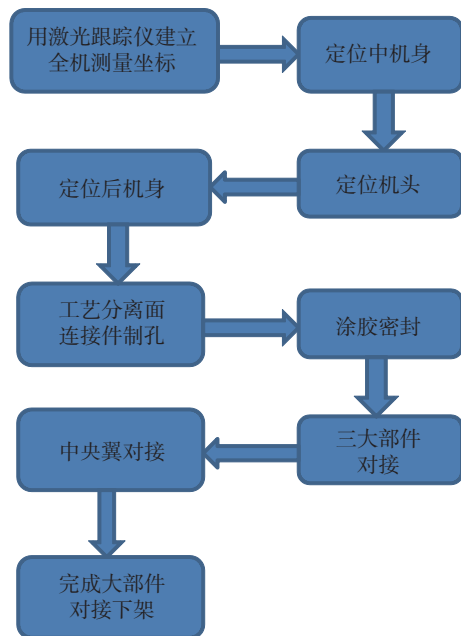 用激光跟踪仪建立
全机测量坐标
定位中机身
定位机头
定位后机身
工艺分离面
连接件制孔
涂胶密封
三大部件
对接
中央翼对接
完成大部件
对接下架